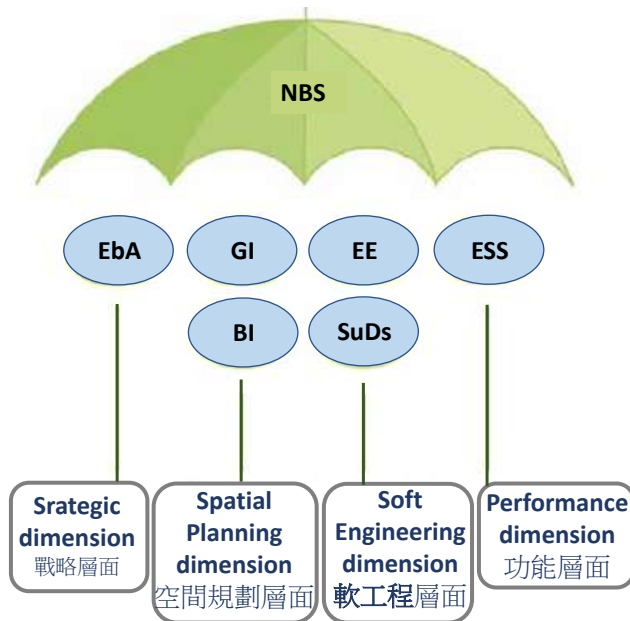 NBS
EbA
GI
EE
ESS
BI
SuDs
Srategic
dimension
戰略層面
Spatial
Planning
dimension
空間規劃層面
Soft
Engineering
dimension
軟工程層面
Performance
dimension
功能層面